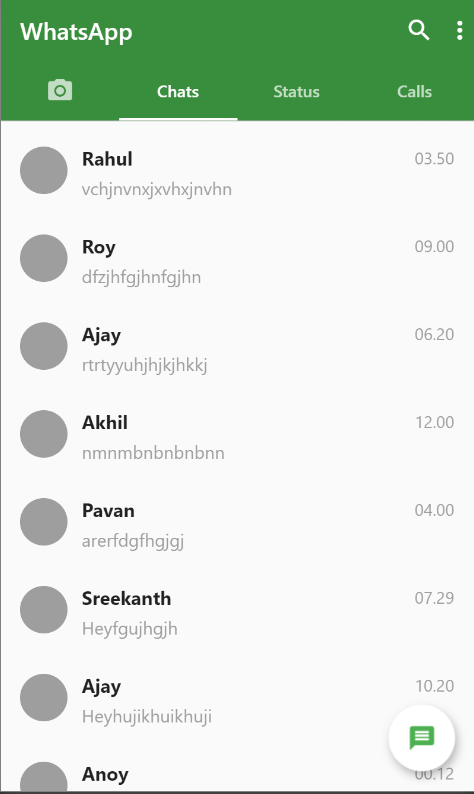 WhatsApp
Chats Status Calls
Rahul 03.50
vchjnvnxjxvhxjnvhn
Roy 09.00
dfzjhfgjhnfgjhn
Ajay 06.20
rtrtyyuhjhjkjhkkj
Akhil 12.00
nmnmbnbnbnbnn
Pavan 04.00
arerfdgfhgjgj
Sreekanth 07.29
Heyfgujhgjh
Ajay 10.20
Heyhujikhuikhuji
Anoy 00.12